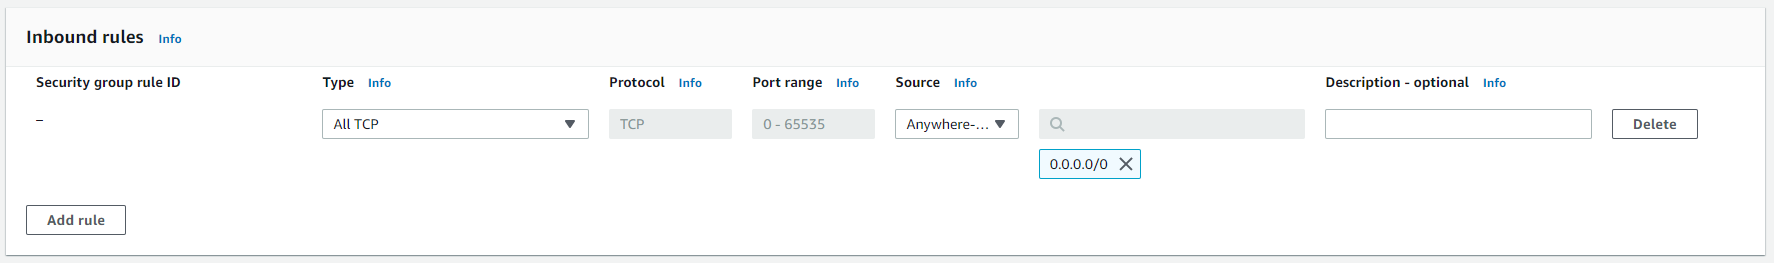 Inbound rules Info
Security group rule ID Type Info Protocol Info Port range Info Source Info Description - optional Info
– All TCP TCP 0 - 65535 Anywhere-... Delete
0.0.0.0/0
Add rule